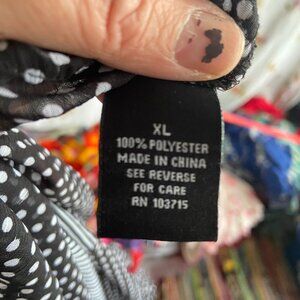 XL
100% POLYESTER
MADE IN CHINA
SEE REVERSE
FOR CARE
RN 103715